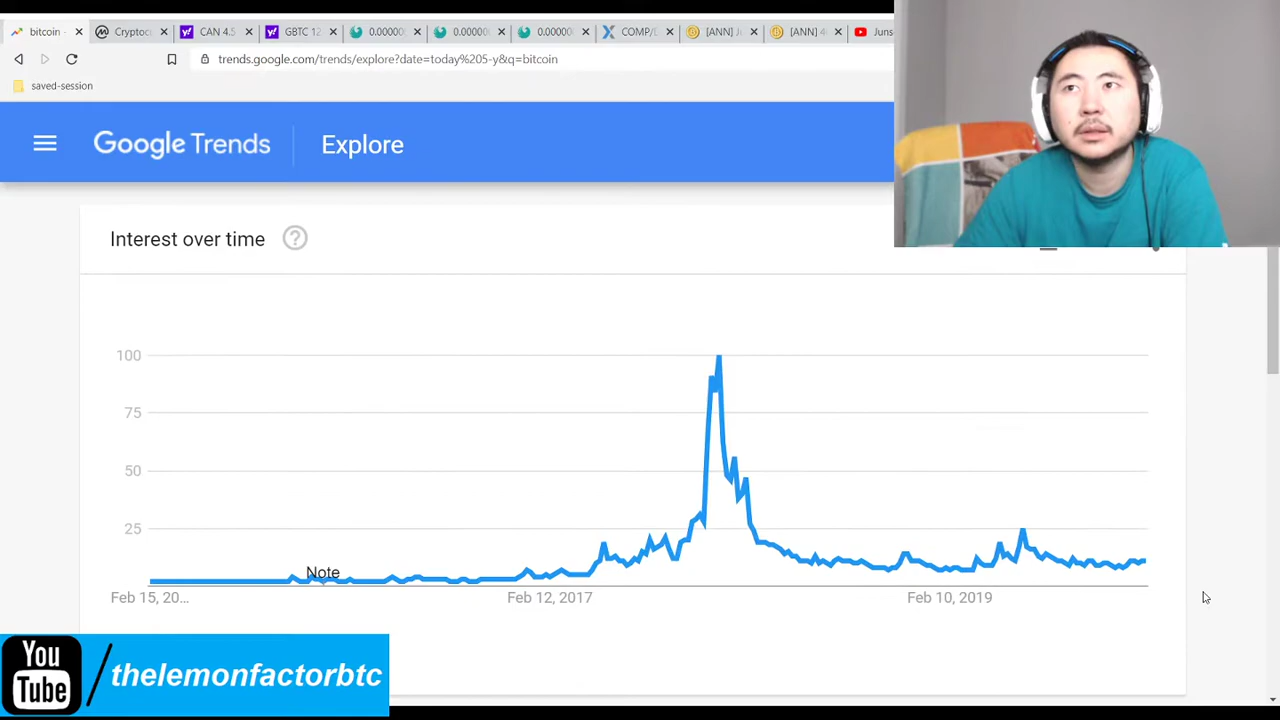 bitcoin -
Cryptoc
CAN 4.5
GBTC 12
0.00000
0.00000
0.00000
COMP/
[ANN] J
[ANN] 4
Juns
trends.google.com/trends/explore?date=today%205-y&q=bitcoin
saved-session
Google Trends
Explore
Interest over time
?
100
75
50
25
Note
Feb 15, 20...
Feb 12, 2017
Feb 10, 2019
You
Tube
/thelemonfactorbtc